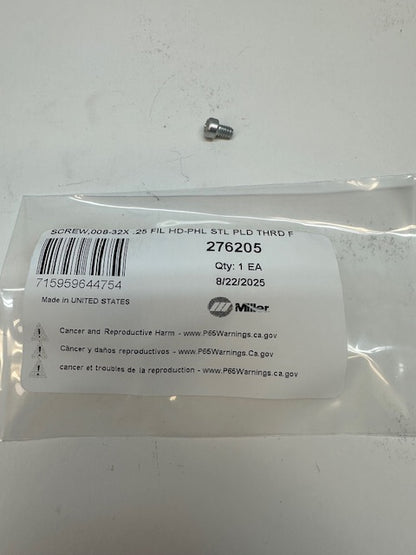 SCREW,008-32X .25 FIL HD-PHL STL PLD THRD F
276205
Qty: 1 EA
715959644754
8/22/2025
Made in UNITED STATES
Miller
Cancer and Reproductive Harm - www.P65Warnings.ca.gov
Càncer y daños reproductivos - www.P65Warnings.Ca.gov
cancer et troubles de la reproduction - www.P65Warnings.ca.gov